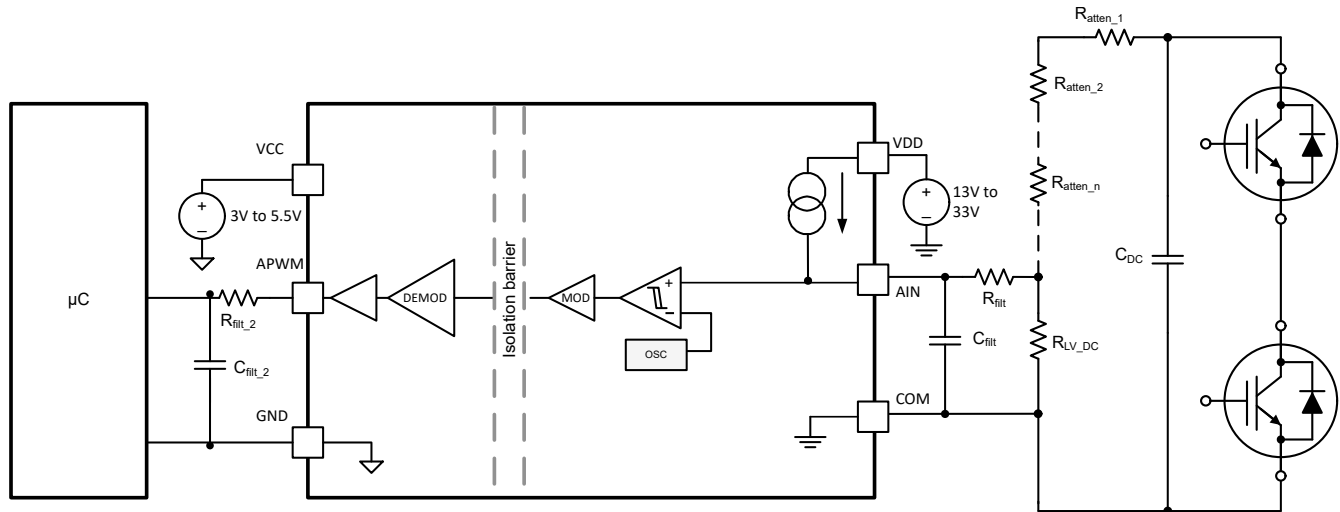 R_atten_1
R_atten_2
R_atten_n
µC
VCC
3V to 5.5V
APWM
R_filt_2
C_filt_2
GND
DEMOD
Isolation barrier
MOD
OSC
VDD
13V to
33V
AIN
R_filt
C_filt
R_LV_DC
COM
C_DC
+
–
+
–
+
–